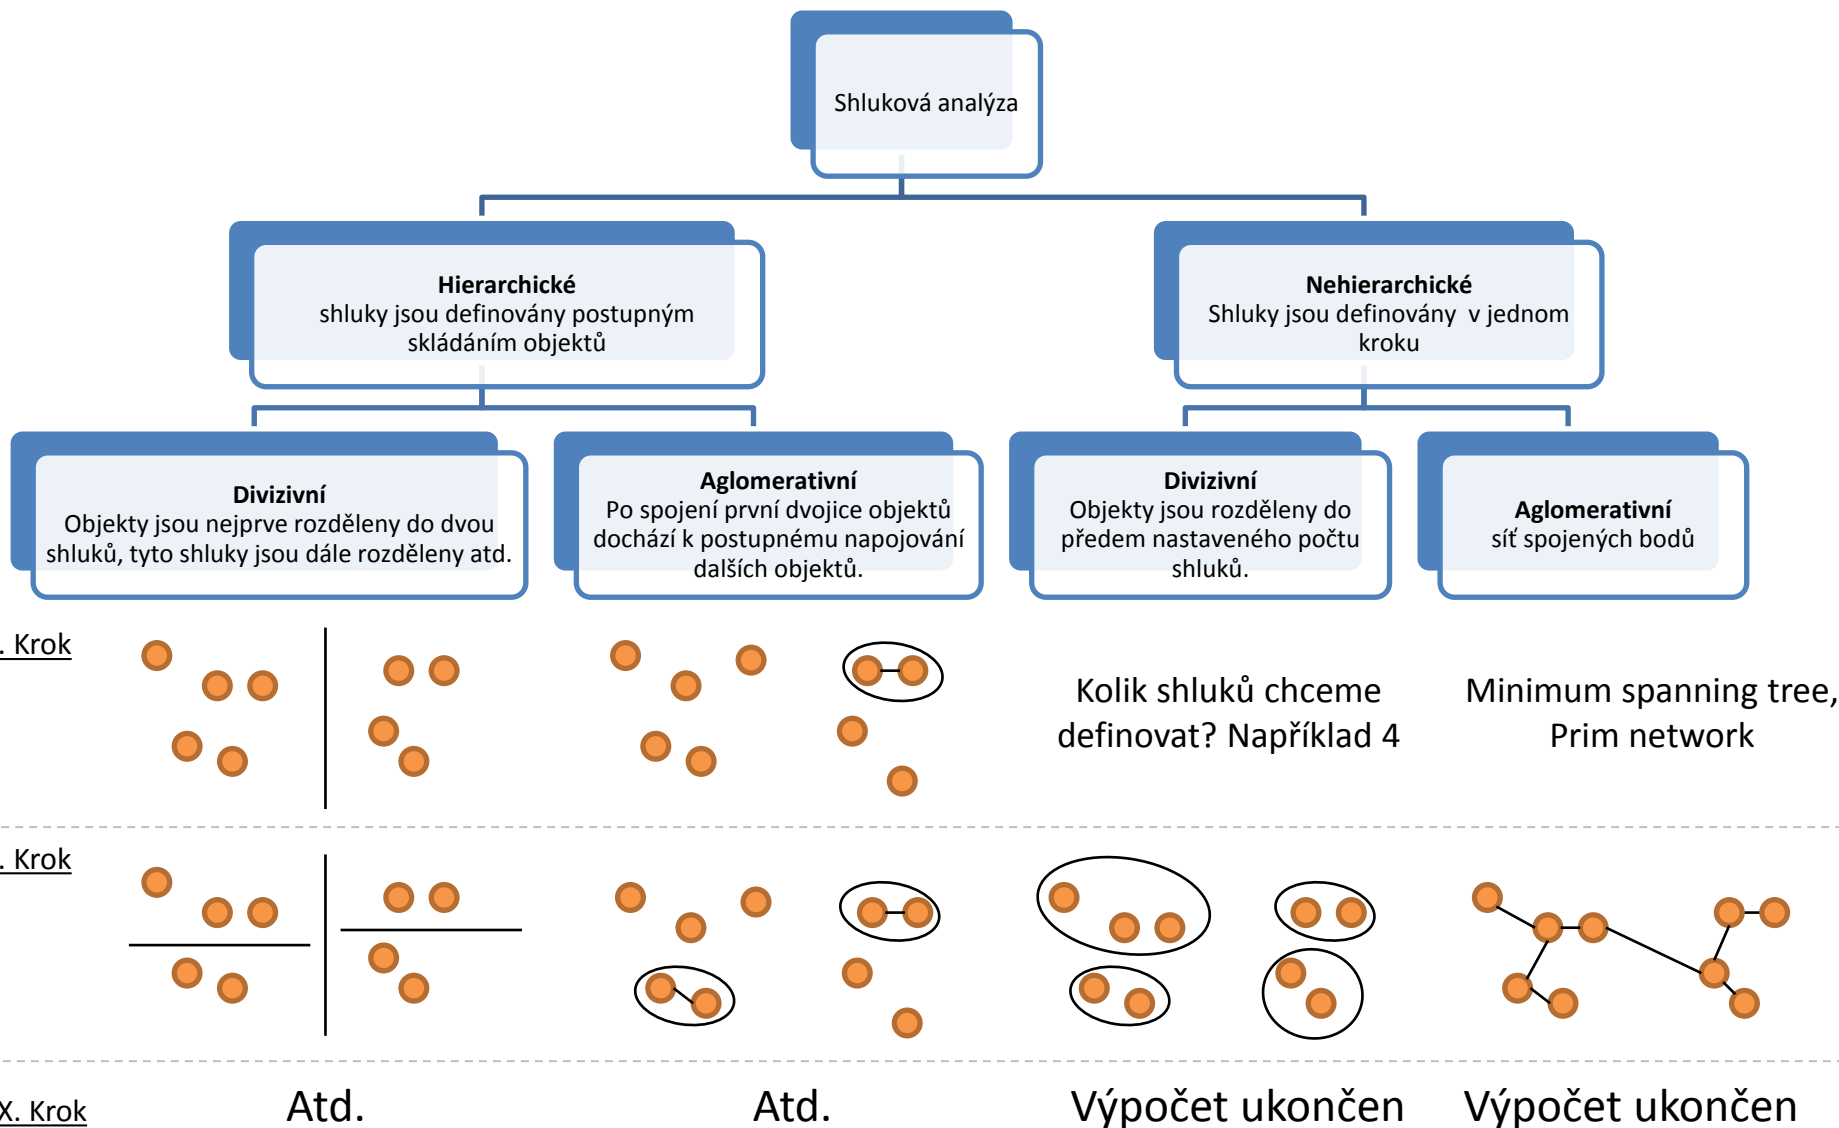 Shluková analýza
Hierarchické
shluky jsou definovány postupným
skládáním objektů
Nehierarchické
Shluky jsou definovány v jednom
kroku
Divizivní
Objekty jsou nejprve rozděleny do dvou
shluků, tyto shluky jsou dále rozděleny atd.
Aglomerativní
Po spojení první dvojice objektů
dochází k postupnému napojování
dalších objektů.
Divizivní
Objekty jsou rozděleny do
předem nastaveného počtu
shluků.
Aglomerativní
síť spojených bodů
. Krok
Kolik shluků chceme
definovat? Například 4
Minimum spanning tree,
Prim network
. Krok
X. Krok
Atd.
Atd.
Výpočet ukončen
Výpočet ukončen